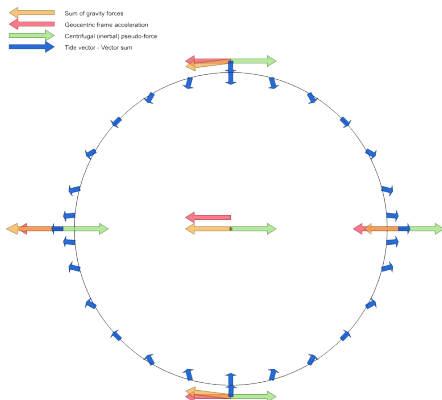 Sum of gravity forces
Geocentric frame acceleration
Centrifugal (inertial) pseudo-force
Tide vector - Vector sum